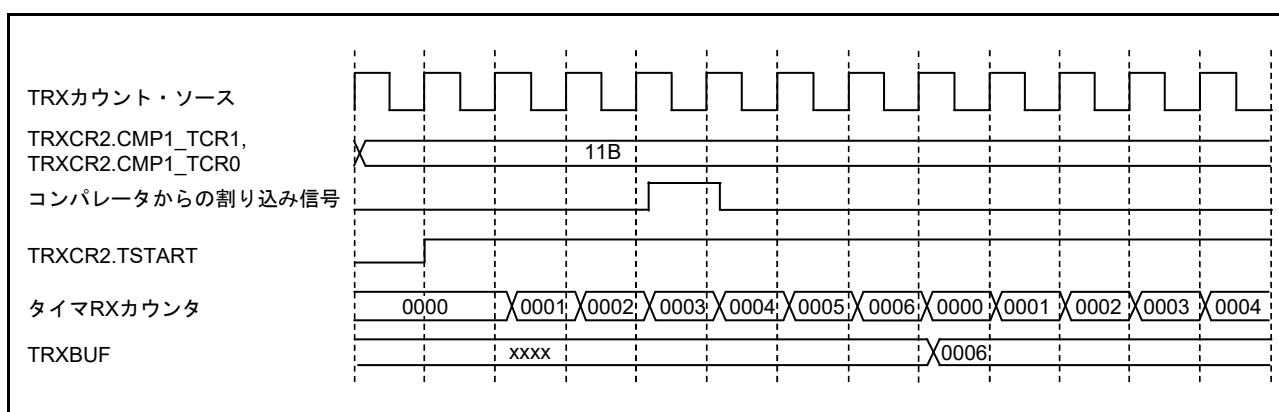 TRXカウント・ソース
TRXCR2.CMP1_TCR1,
TRXCR2.CMP1_TCR0
11B
コンパレータからの割り込み信号
TRXCR2.TSTART
タイマRXカウンタ
0000 0001 0002 0003 0004 0005 0006 0000 0001 0002 0003 0004
TRXBUF
xxxx 0006